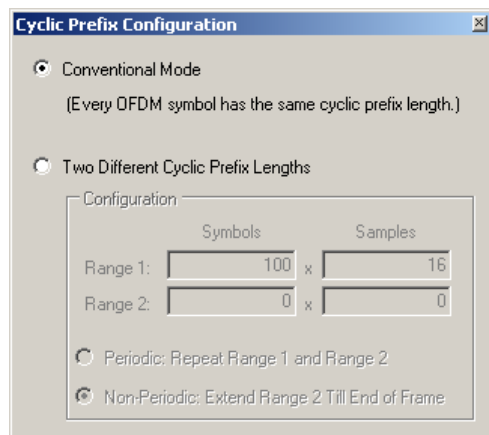 Cyclic Prefix Configuration
Conventional Mode
(Every OFDM symbol has the same cyclic prefix length.)
Two Different Cyclic Prefix Lengths
Configuration
Symbols Samples
Range 1: 100 x 16
Range 2: 0 x 0
Periodic: Repeat Range 1 and Range 2
Non-Periodic: Extend Range 2 Till End of Frame